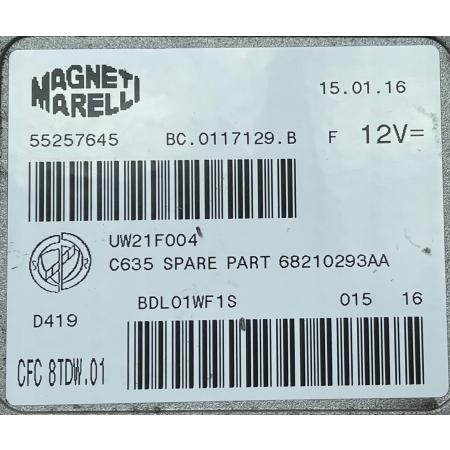 MAGNETI MARELLI
15.01.16
55257645 BC.0117129.B F 12V=
UW21F004
C635 SPARE PART 68210293AA
BDL01WF1S 015 16
D419
CFC 8TDW.01